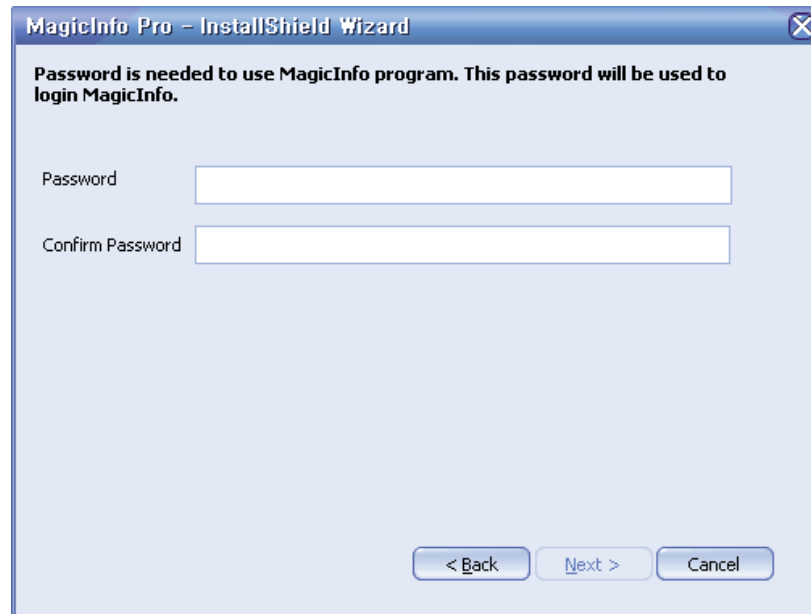 MagicInfo Pro - InstallShield Wizard
Password is needed to use MagicInfo program. This password will be used to
login MagicInfo.
Password
Confirm Password
< Back
Next >
Cancel